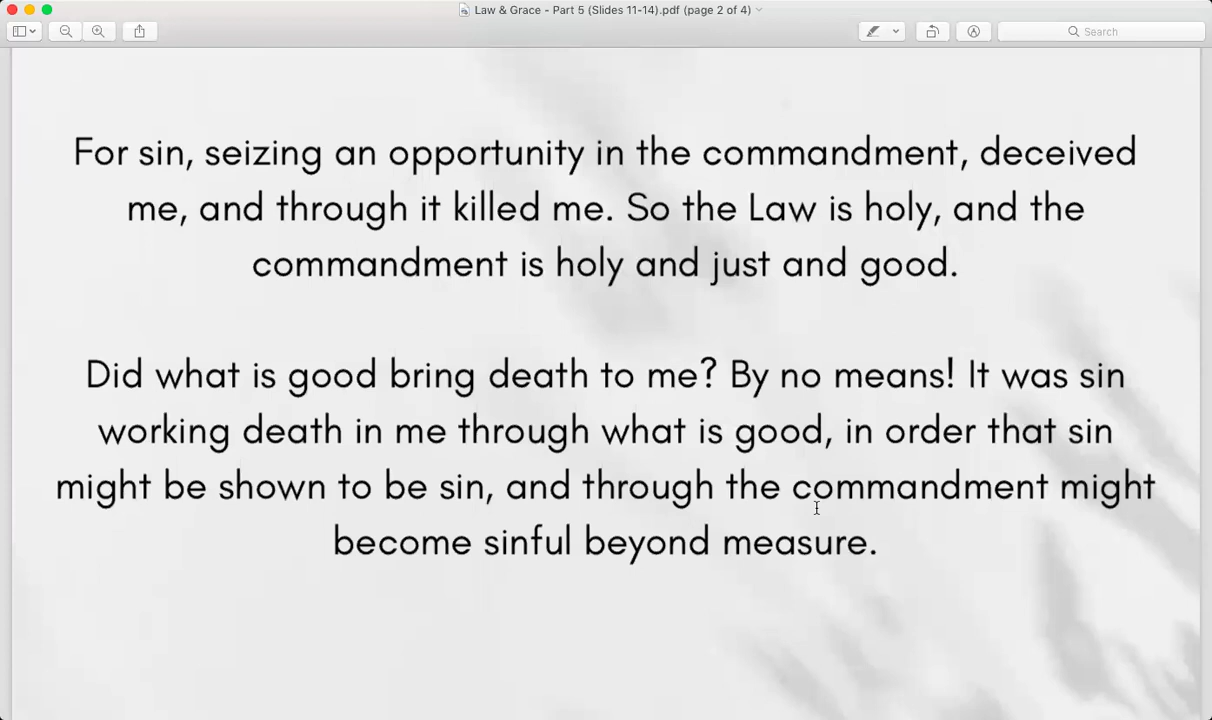 Law & Grace - Part 5 (Slides 11-14).pdf (page 2 of 4)
Search
For sin, seizing an opportunity in the commandment, deceived
me, and through it killed me. So the Law is holy, and the
commandment is holy and just and good.
Did what is good bring death to me? By no means! It was sin
working death in me through what is good, in order that sin
might be shown to be sin, and through the commandment might
become sinful beyond measure.